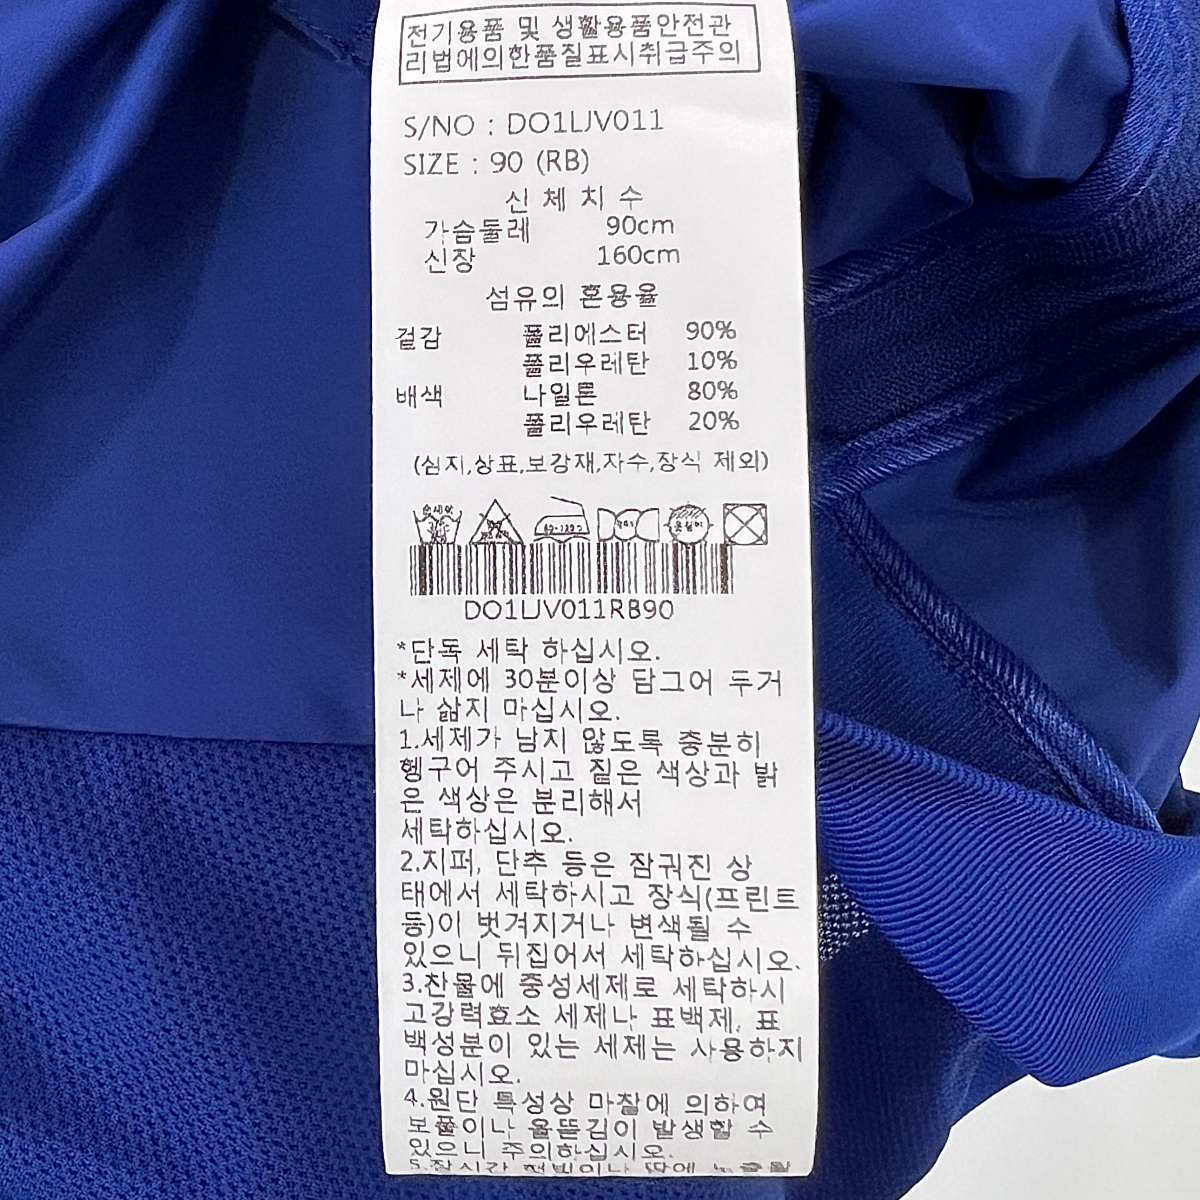 전기용품 및 생활용품안전관
리법에의한품질표시취급주의
S/NO : DO1LJV011
SIZE : 90 (RB)
신 체 치 수
가슴둘레 90cm
신장 160cm
섬유의 혼용율
겉감 폴리에스터 90%
폴리우레탄 10%
배색 나일론 80%
폴리우레탄 20%
(심지,상표,보강재,자수,장식 제외)
DO1LJV011RB90
*단독 세탁 하십시오.
*세제에 30분이상 담그어 두거
나 삶지 마십시오.
1.세제가 남지 않도록 충분히
헹구어 주시고 짙은 색상과 밝
은 색상은 분리해서
세탁하십시오.
2.지퍼, 단추 등은 잠궈진 상
태에서 세탁하시고 장식(프린트
등)이 벗겨지거나 변색될 수
있으니 뒤집어서 세탁하십시오.
3.찬물에 중성세제로 세탁하시
고강력효소 세제나 표백제, 표
백성분이 있는 세제는 사용하지
마십시오.
4.원단 특성상 마찰에 의하여
보풀이나 올뜯김이 발생할 수
있으니 주의하십시오.